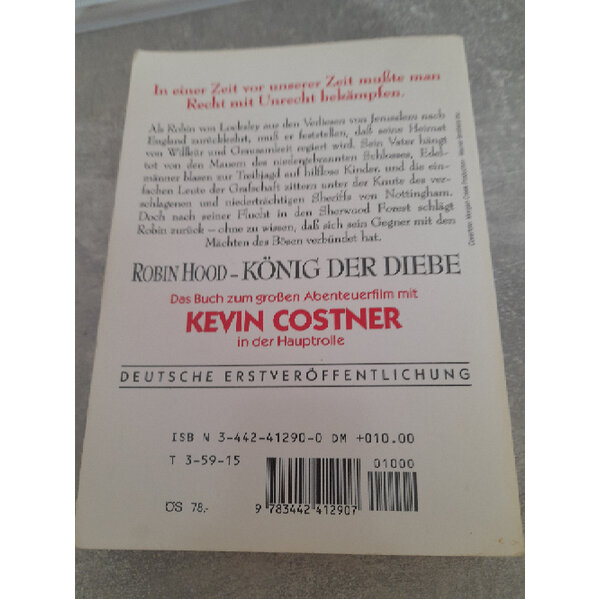 In einer Zeit vor unserer Zeit mußte man
Recht mit Unrecht bekämpfen.
Als Robin von Locksley aus den Verliesen von Jerusalem nach
England zurückkehrt, muß er feststellen, daß seine Heimat
von Willkür und Grausamkeit regiert wird. Sein Vater hängt
tot von den Mauern des niedergebrannten Schlosses, Edel-
männer blasen zur Treibjagd auf hilflose Kinder, und die ein-
fachen Leute der Grafschaft zittern unter der Knute des ver-
schlagenen und niederträchtigen Sheriffs von Nottingham.
Doch nach seiner Flucht in den Sherwood Forest schlägt
Robin zurück – ohne zu wissen, daß sich sein Gegner mit den
Mächten des Bösen verbündet hat.
ROBIN HOOD – KÖNIG DER DIEBE
Das Buch zum großen Abenteuerfilm mit
KEVIN COSTNER
in der Hauptrolle
DEUTSCHE ERSTVERÖFFENTLICHUNG
ISB N 3-442-41290-0 DM +010.00
T 3-59-15
01000
ÖS 78,-
9 783442 412907